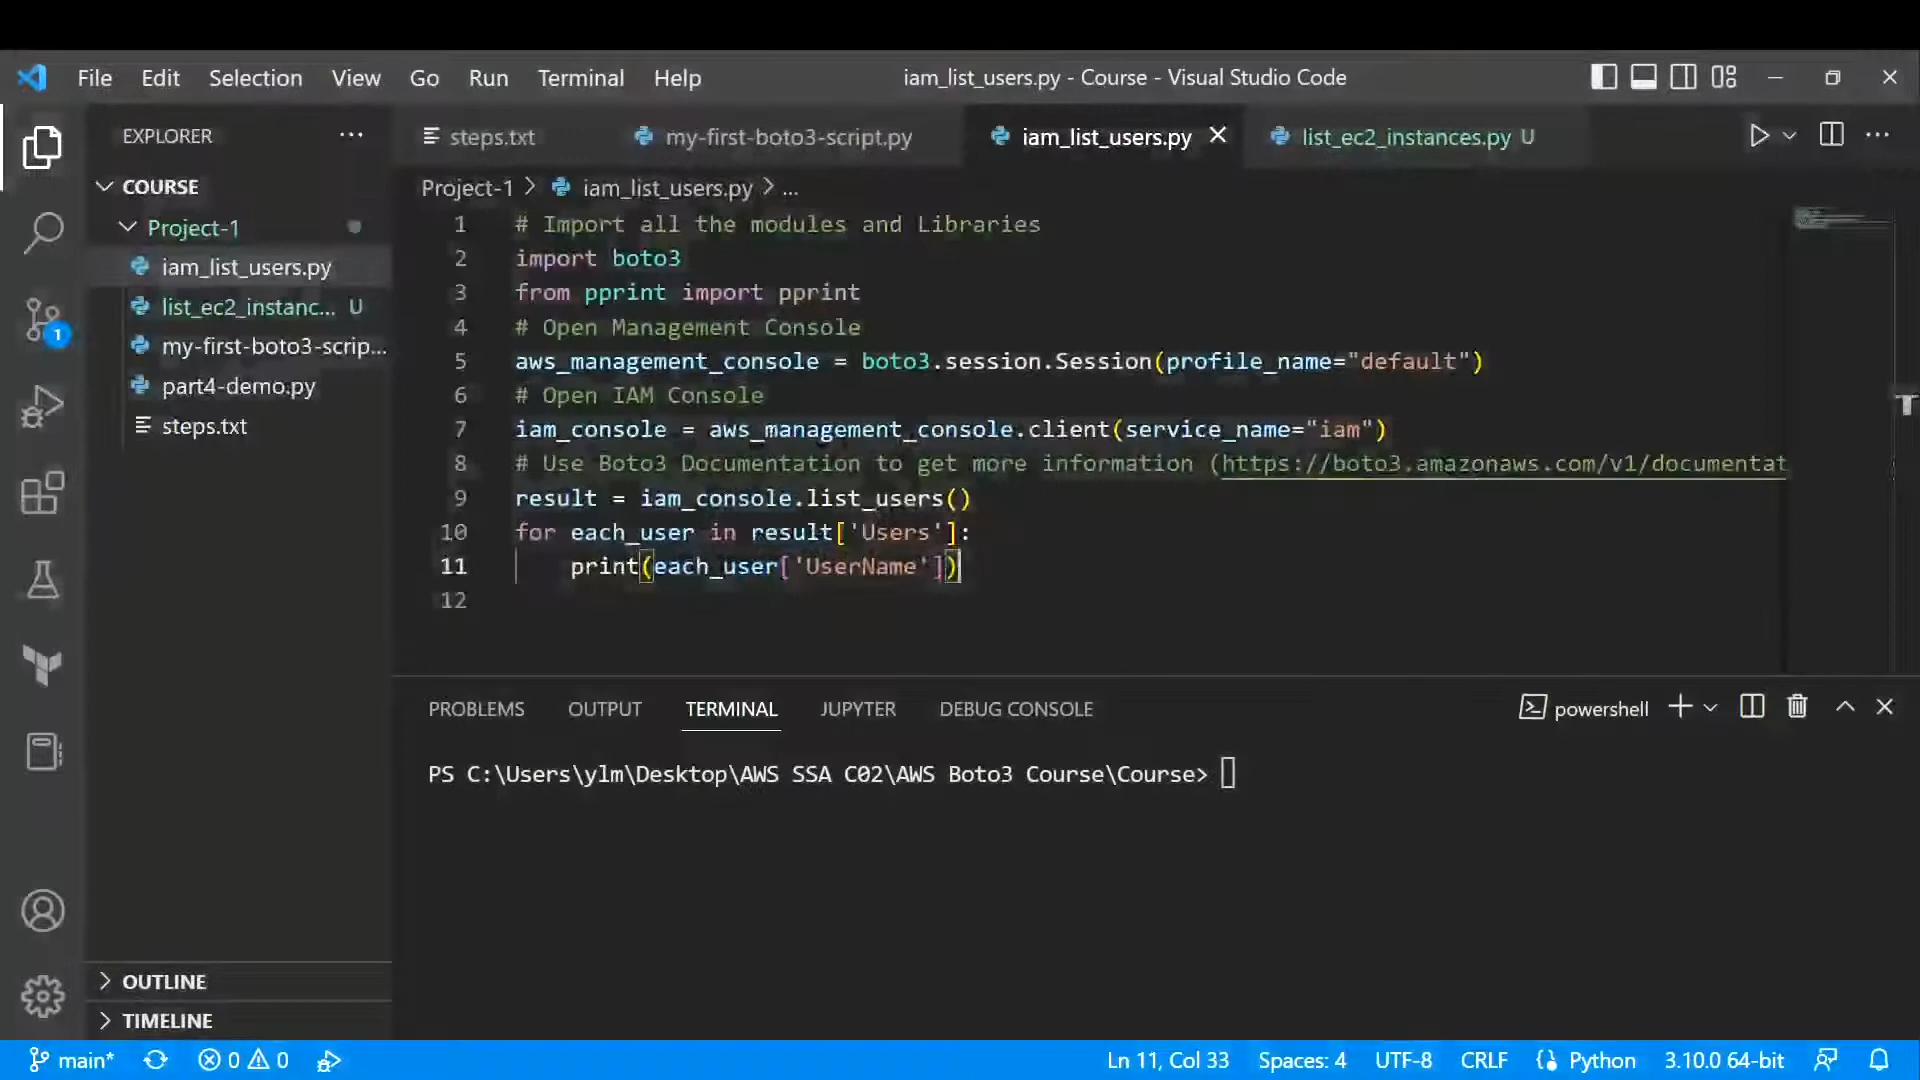 File Edit Selection View Go Run Terminal Help
iam_list_users.py - Course - Visual Studio Code
EXPLORER
steps.txt
my-first-boto3-script.py
iam_list_users.py
list_ec2_instances.py U
COURSE
Project-1
iam_list_users.py
list_ec2_instanc... U
my-first-boto3-scrip...
part4-demo.py
steps.txt
Project-1 > iam_list_users.py > ...
1 # Import all the modules and Libraries
2 import boto3
3 from pprint import pprint
4 # Open Management Console
5 aws_management_console = boto3.session.Session(profile_name="default")
6 # Open IAM Console
7 iam_console = aws_management_console.client(service_name="iam")
8 # Use Boto3 Documentation to get more information (https://boto3.amazonaws.com/v1/documentat
9 result = iam_console.list_users()
10 for each_user in result['Users']:
11 print(each_user['UserName'])
12
1
PROBLEMS OUTPUT TERMINAL JUPYTER DEBUG CONSOLE
powershell
PS C:\Users\ylm\Desktop\AWS SSA C02\AWS Boto3 Course\Course>
OUTLINE
TIMELINE
main* 0 0
Ln 11, Col 33 Spaces: 4 UTF-8 CRLF Python 3.10.0 64-bit